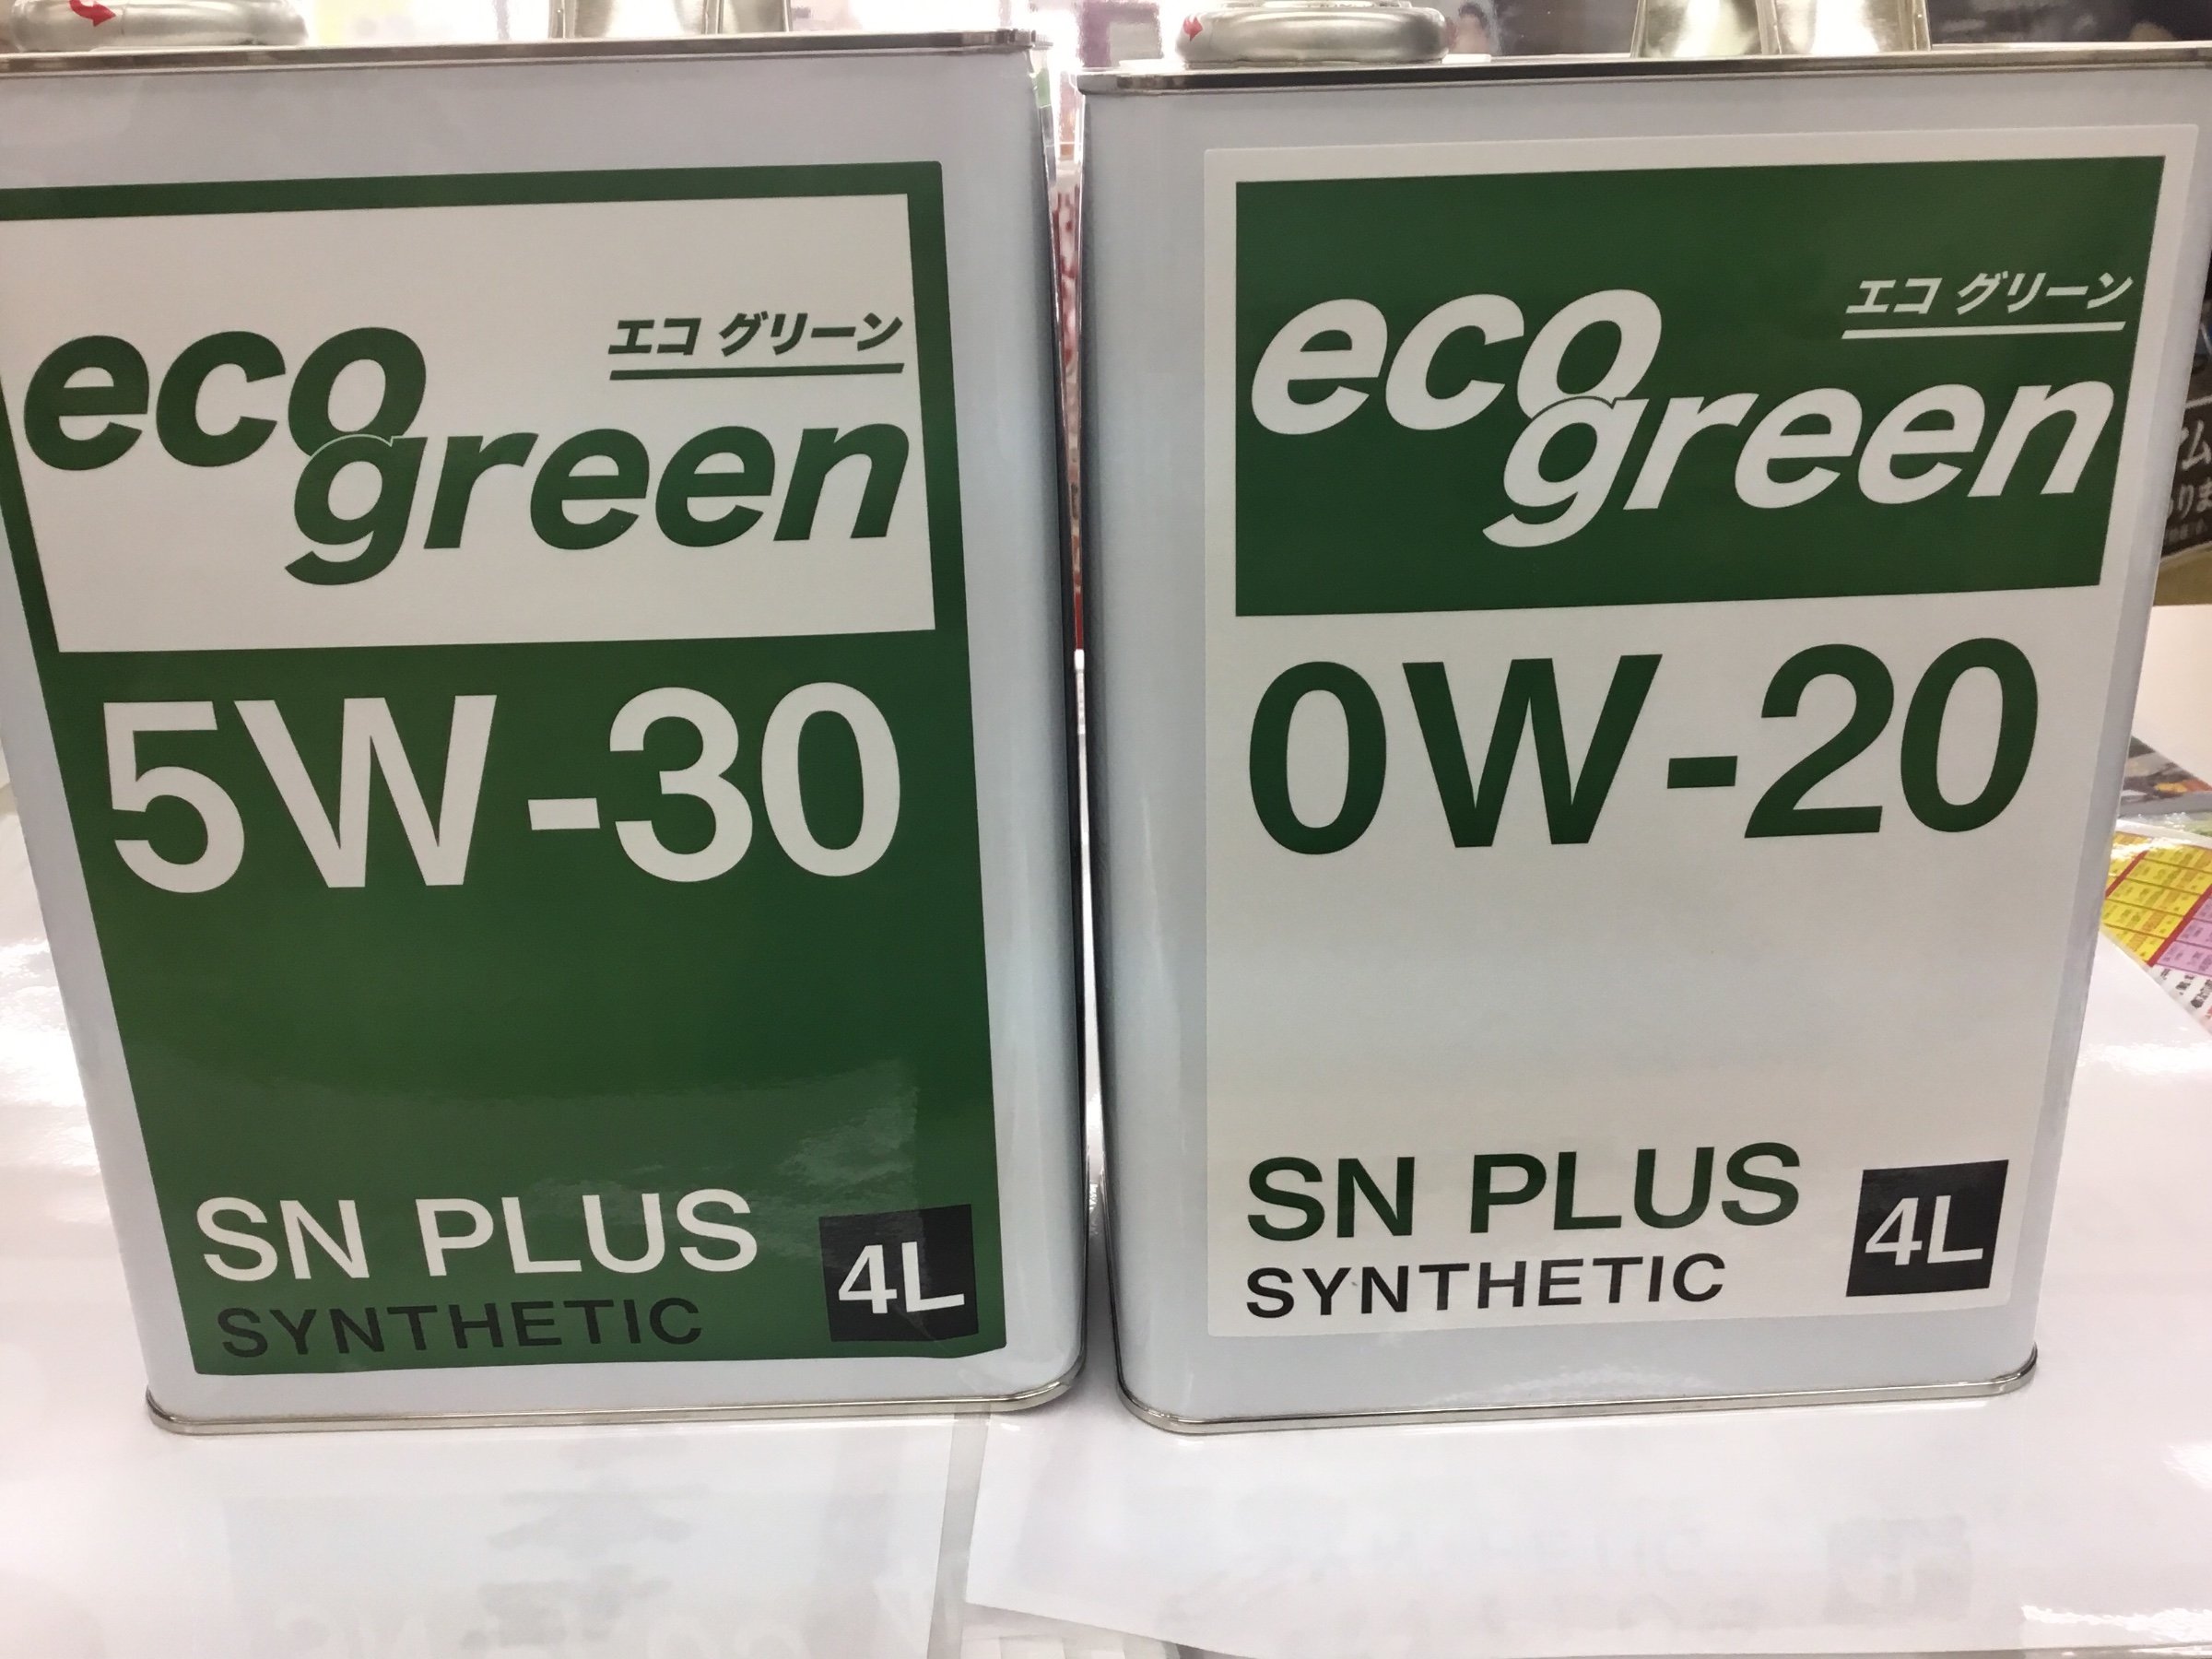 エコ グリーン
eco
green
5W-30
SN PLUS
SYNTHETIC
4L
エコ グリーン
eco
green
0W-20
SN PLUS
SYNTHETIC
4L